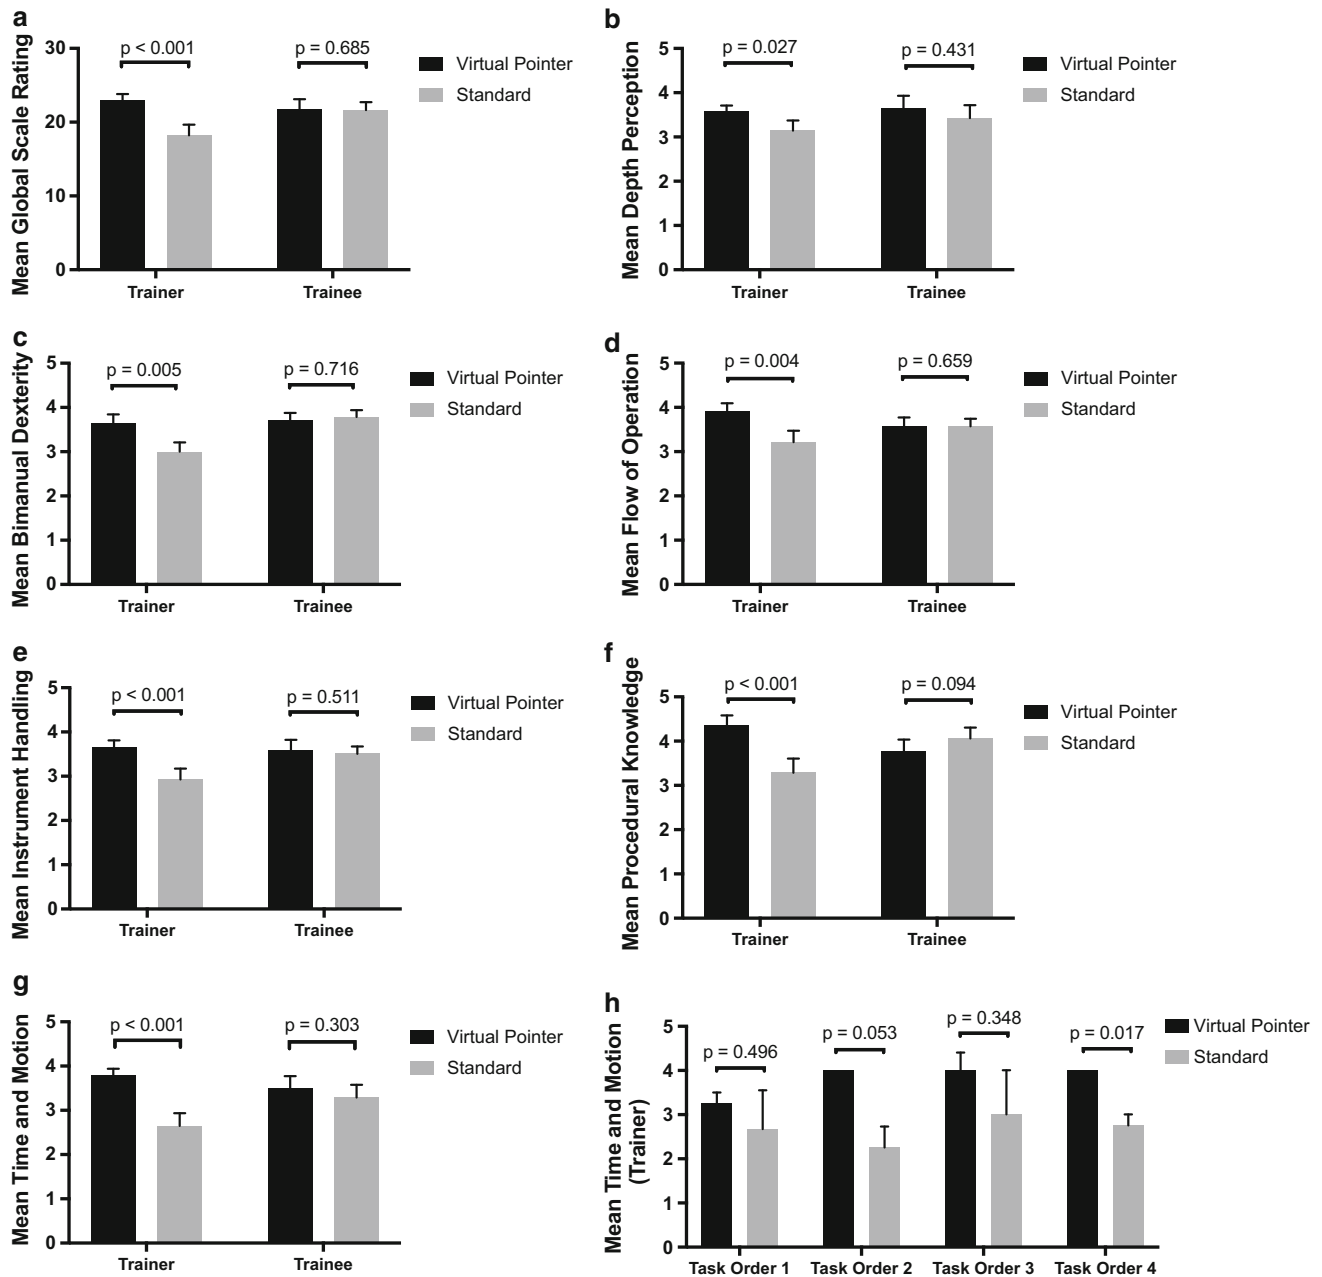 a
Mean Global Scale Rating
30
20
10
0
p < 0.001
p = 0.685
Trainer
Trainee
Virtual Pointer
Standard
b
Mean Depth Perception
5
4
3
2
1
0
p = 0.027
p = 0.431
Trainer
Trainee
Virtual Pointer
Standard
c
Mean Bimanual Dexterity
5
4
3
2
1
0
p = 0.005
p = 0.716
Trainer
Trainee
Virtual Pointer
Standard
d
Mean Flow of Operation
5
4
3
2
1
0
p = 0.004
p = 0.659
Trainer
Trainee
Virtual Pointer
Standard
e
Mean Instrument Handling
5
4
3
2
1
0
p < 0.001
p = 0.511
Trainer
Trainee
Virtual Pointer
Standard
f
Mean Procedural Knowledge
5
4
3
2
1
0
p < 0.001
p = 0.094
Trainer
Trainee
Virtual Pointer
Standard
g
Mean Time and Motion
5
4
3
2
1
0
p < 0.001
p = 0.303
Trainer
Trainee
Virtual Pointer
Standard
h
Mean Time and Motion
(Trainer)
5
4
3
2
1
0
p = 0.496
p = 0.053
p = 0.348
p = 0.017
Task Order 1
Task Order 2
Task Order 3
Task Order 4
Virtual Pointer
Standard